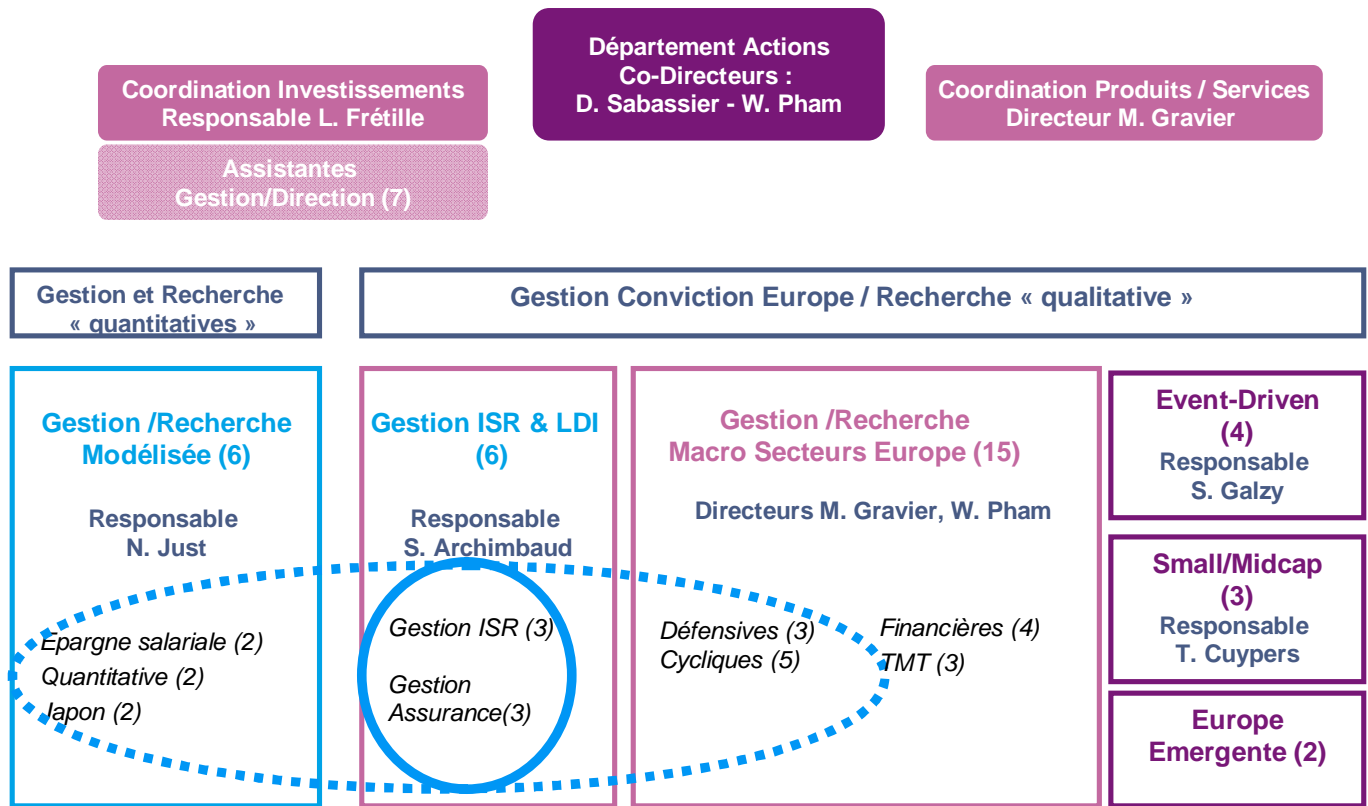 Département Actions
Co-Directeurs :
D. Sabassier - W. Pham
Coordination Investissements
Responsable L. Frétille
Coordination Produits / Services
Directeur M. Gravier
Assistantes
Gestion/Direction (7)
Gestion et Recherche
« quantitatives »
Gestion Conviction Europe / Recherche « qualitative »
Gestion /Recherche
Modélisée (6)
Responsable
N. Just
Epargne salariale (2)
Quantitative (2)
Japon (2)
Gestion ISR & LDI
(6)
Responsable
S. Archimbaud
Gestion ISR (3)
Gestion
Assurance(3)
Gestion /Recherche
Macro Secteurs Europe (15)
Directeurs M. Gravier, W. Pham
Défensives (3)
Cycliques (5)
Financières (4)
TMT (3)
Event-Driven
(4)
Responsable
S. Galzy
Small/Midcap
(3)
Responsable
T. Cuypers
Europe
Emergente (2)